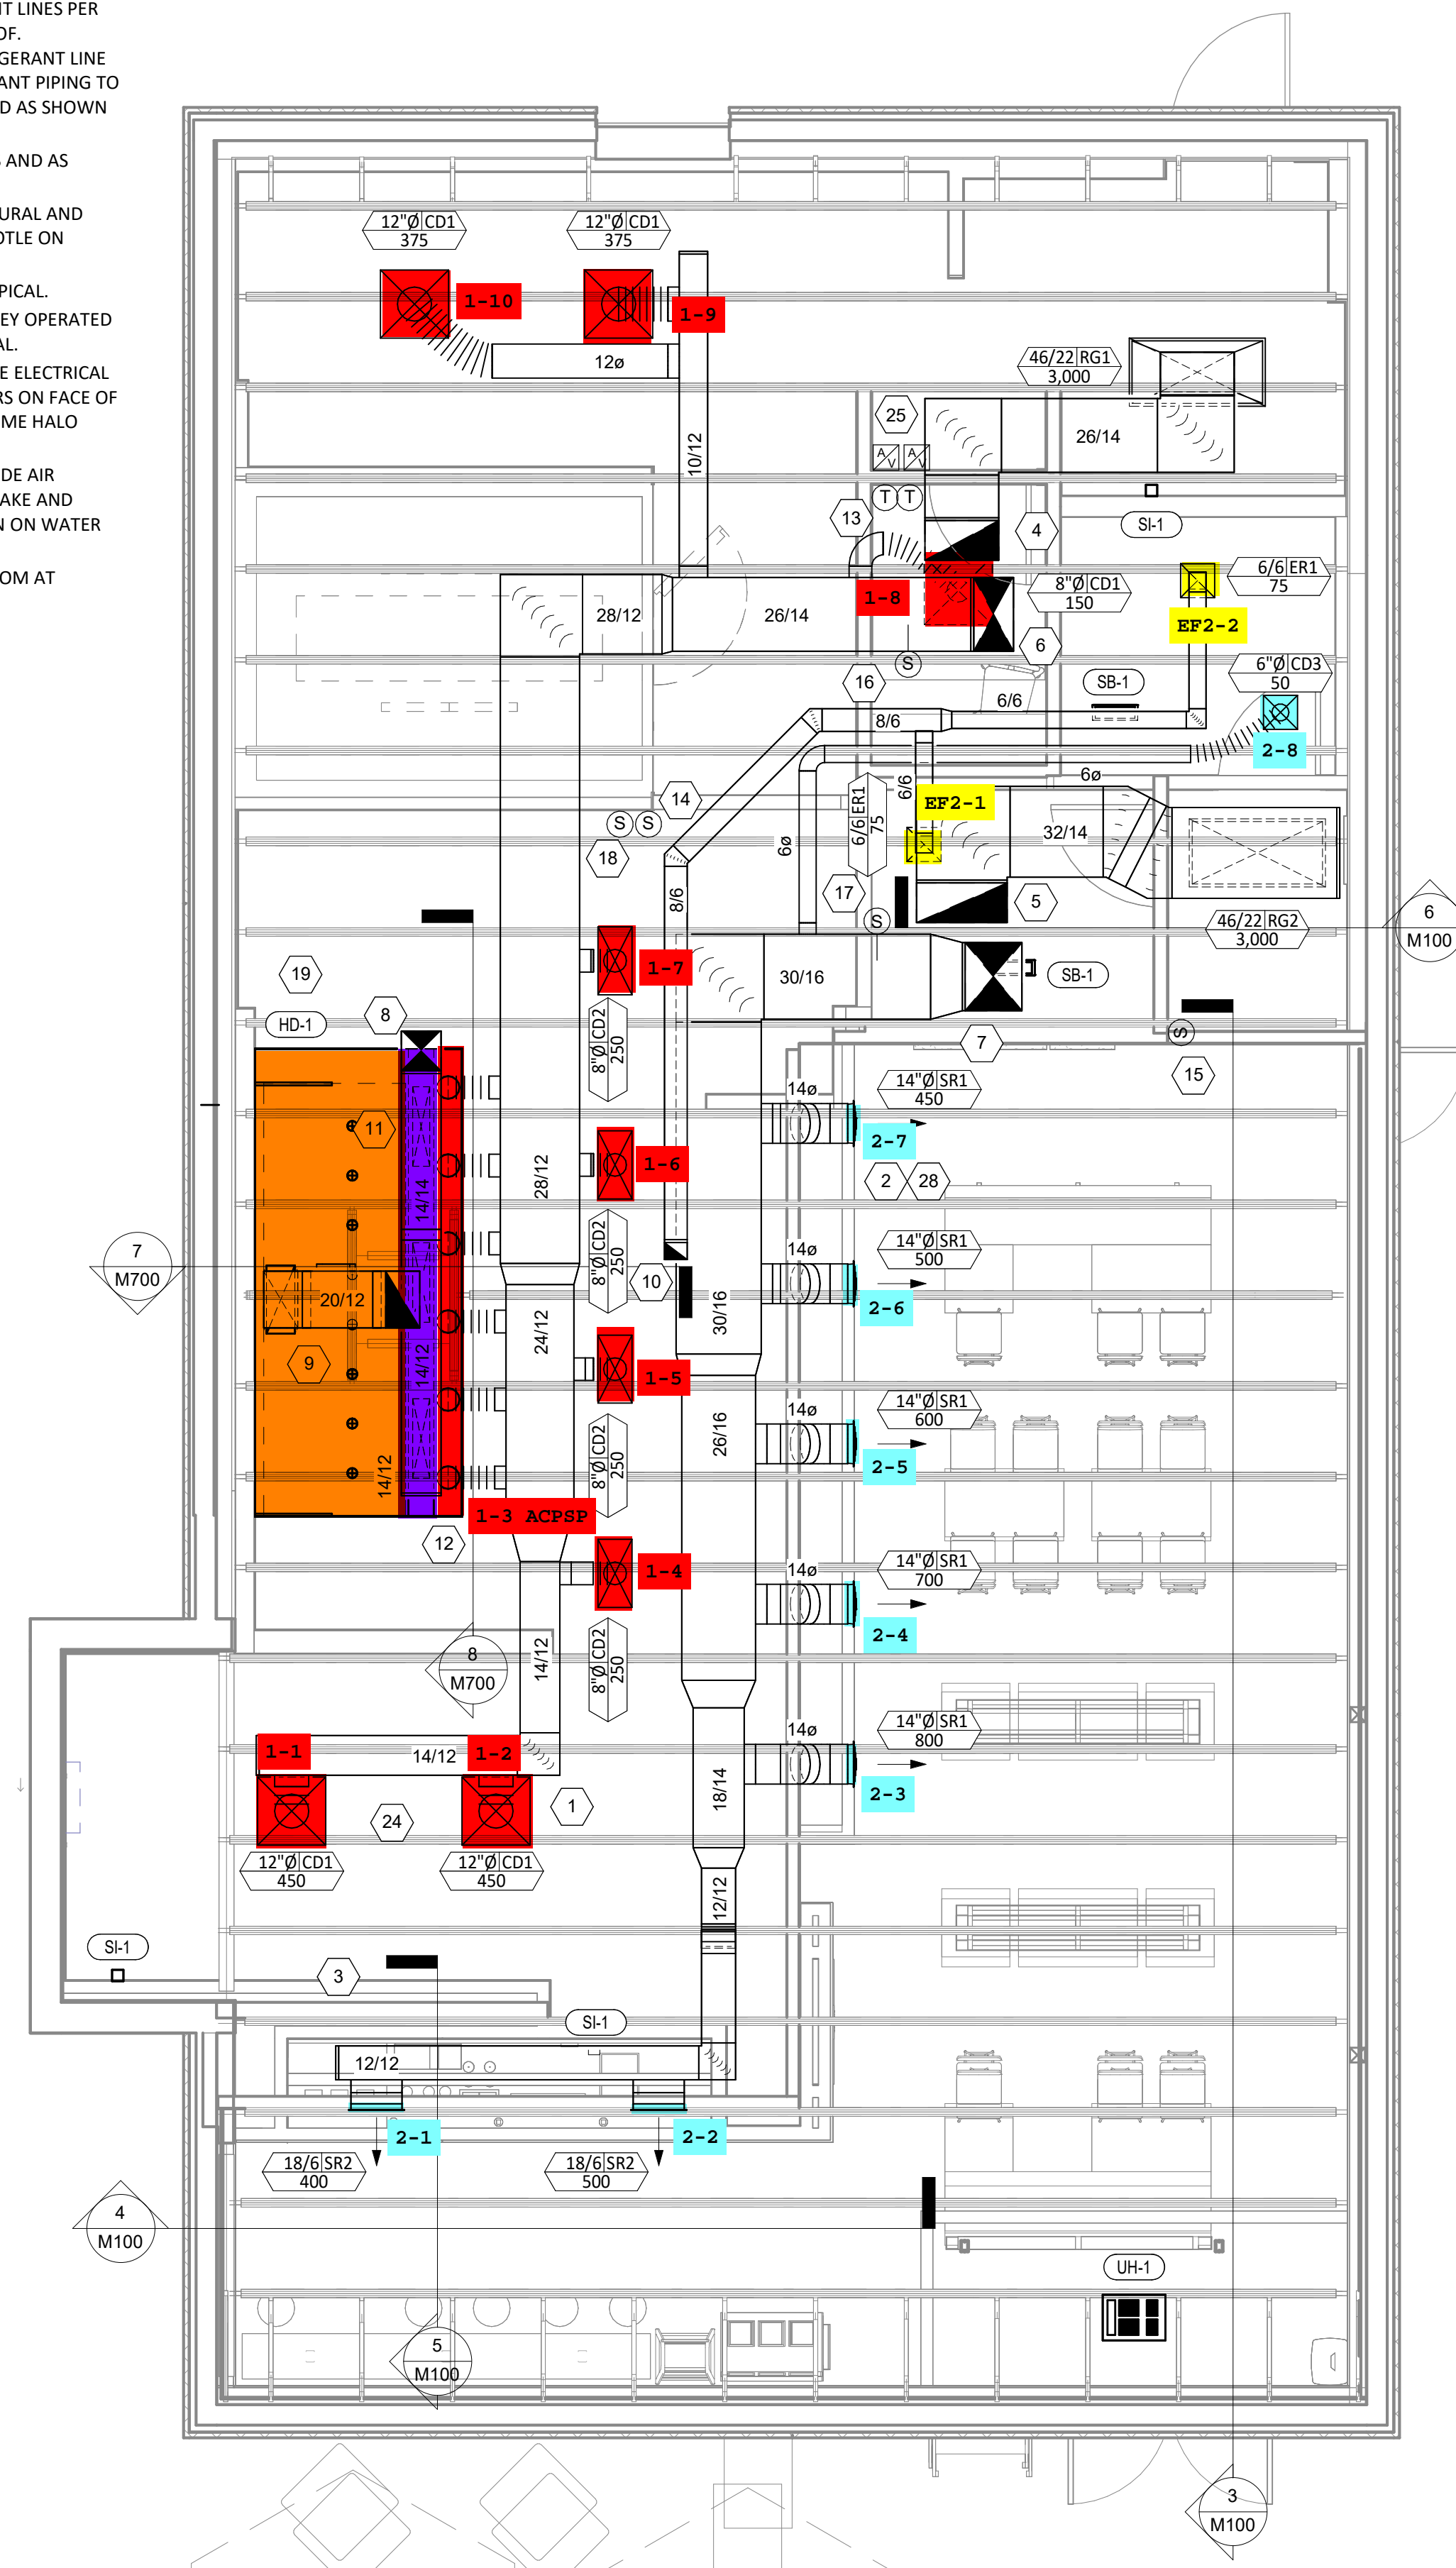 T LINES PER
OF.
GERANT LINE
ANT PIPING TO
D AS SHOWN
S AND AS
URAL AND
OTLE ON
PICAL.
EY OPERATED
AL.
E ELECTRICAL
RS ON FACE OF
ME HALO
DE AIR
AKE AND
N ON WATER
OM AT
12"Ø CD1
375
12"Ø CD1
375
1-10
1-9
12ø
46/22 RG1
3,000
25
26/14
10/12
A/V
A/V
T
T
13
4
SI-1
6/6 ER1
75
1-8
8"Ø CD1
150
28/12
26/14
EF2-2
6
S
6"Ø CD3
50
16
SB-1
6/6
8/6
2-8
6ø
14
6/6
6/6 ER1
75
EF2-1
S
S
32/14
6ø
18
8/6
17
5
S
46/22 RG2
3,000
6
M100
19
1-7
30/16
SB-1
HD-1
8
8"Ø CD2
250
7
S
15
14ø
14"Ø SR1
450
11
2-7
1-6
28/12
14/14
2
28
8"Ø CD2
250
14ø
14"Ø SR1
500
7
M700
10
20/12
2-6
24/12
30/16
9
14/12
1-5
14ø
14"Ø SR1
600
26/16
8"Ø CD2
250
2-5
14/12
1-3 ACPSP
12
1-4
14ø
14"Ø SR1
700
2-4
8
M700
14/12
8"Ø CD2
250
14ø
14"Ø SR1
800
1-1
14/12
1-2
2-3
18/14
1
24
12"Ø CD1
450
12"Ø CD1
450
12/12
SI-1
3
SI-1
12/12
2-1
2-2
18/6 SR2
400
18/6 SR2
500
4
M100
UH-1
5
M100
3
M100